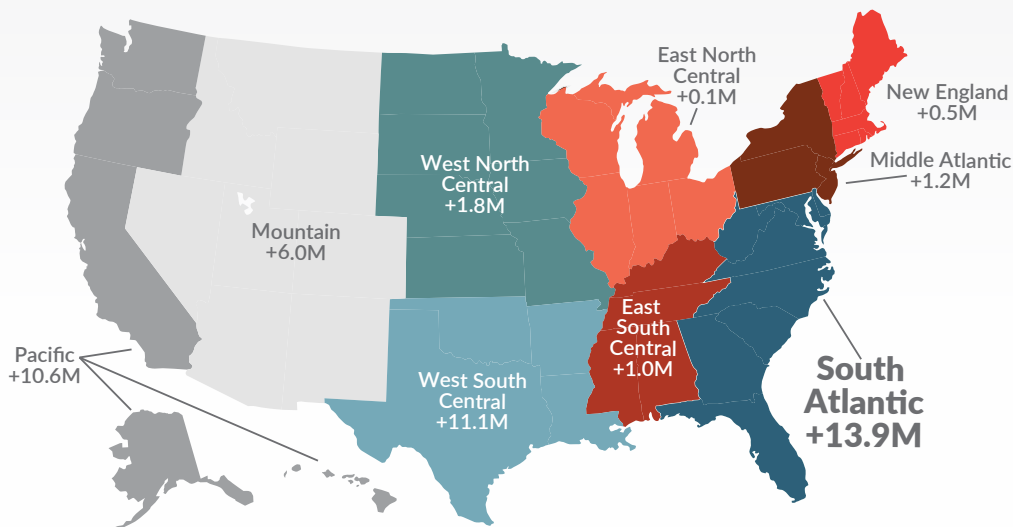 East North
Central
+0.1M
New England
+0.5M
Middle Atlantic
+1.2M
West North
Central
+1.8M
Mountain
+6.0M
East
South
Central
+1.0M
Pacific
+10.6M
West South
Central
+11.1M
South
Atlantic
+13.9M